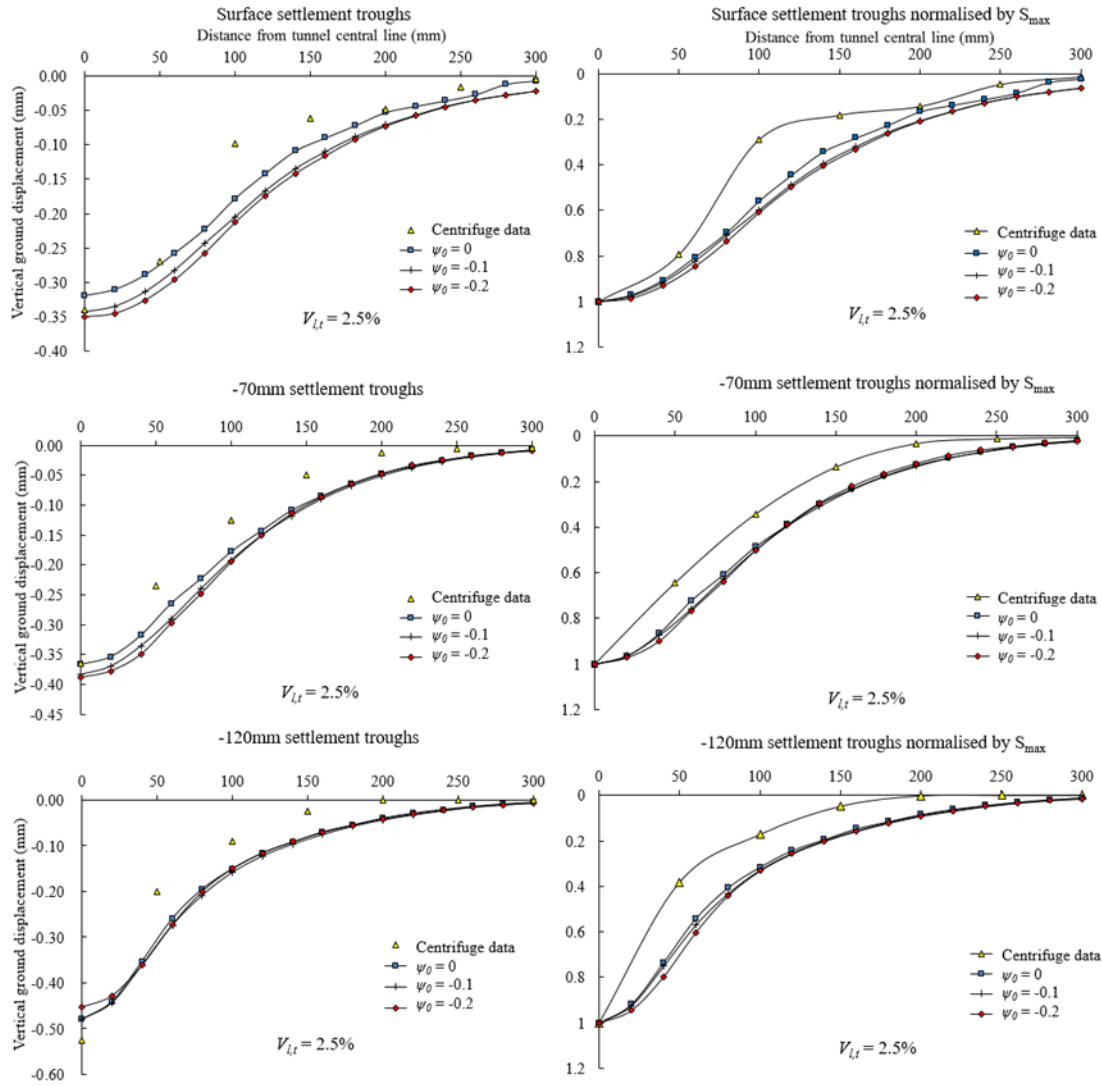 Surface settlement troughs
Distance from tunnel central line (mm)
0 50 100 150 200 250 300
Vertical ground displacement (mm)
0.00
-0.05
-0.10
-0.15
-0.20
-0.25
-0.30
-0.35
-0.40
Centrifuge data
ψ0 = 0
ψ0 = -0.1
ψ0 = -0.2
Vl,t = 2.5%
Surface settlement troughs normalised by Smax
Distance from tunnel central line (mm)
0 50 100 150 200 250 300
0
0.2
0.4
0.6
0.8
1
1.2
Centrifuge data
ψ0 = 0
ψ0 = -0.1
ψ0 = -0.2
Vl,t = 2.5%
-70mm settlement troughs
0 50 100 150 200 250 300
Vertical ground displacement (mm)
0.00
-0.05
-0.10
-0.15
-0.20
-0.25
-0.30
-0.35
-0.40
-0.45
Centrifuge data
ψ0 = 0
ψ0 = -0.1
ψ0 = -0.2
Vl,t = 2.5%
-70mm settlement troughs normalised by Smax
0 50 100 150 200 250 300
0
0.2
0.4
0.6
0.8
1
1.2
Centrifuge data
ψ0 = 0
ψ0 = -0.1
ψ0 = -0.2
Vl,t = 2.5%
-120mm settlement troughs
0 50 100 150 200 250 300
Vertical ground displacement (mm)
0.00
-0.10
-0.20
-0.30
-0.40
-0.50
-0.60
Centrifuge data
ψ0 = 0
ψ0 = -0.1
ψ0 = -0.2
Vl,t = 2.5%
-120mm settlement troughs normalised by Smax
0 50 100 150 200 250 300
0
0.2
0.4
0.6
0.8
1
1.2
Centrifuge data
ψ0 = 0
ψ0 = -0.1
ψ0 = -0.2
Vl,t = 2.5%